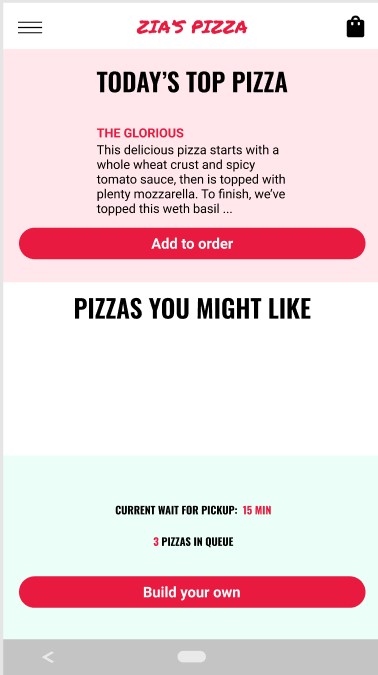 ZIA'S PIZZA
TODAY’S TOP PIZZA
THE GLORIOUS
This delicious pizza starts with a
whole wheat crust and spicy
tomato sauce, then is topped with
plenty mozzarella. To finish, we’ve
topped this weth basil ...
Add to order
PIZZAS YOU MIGHT LIKE
CURRENT WAIT FOR PICKUP: 15 MIN
3 PIZZAS IN QUEUE
Build your own